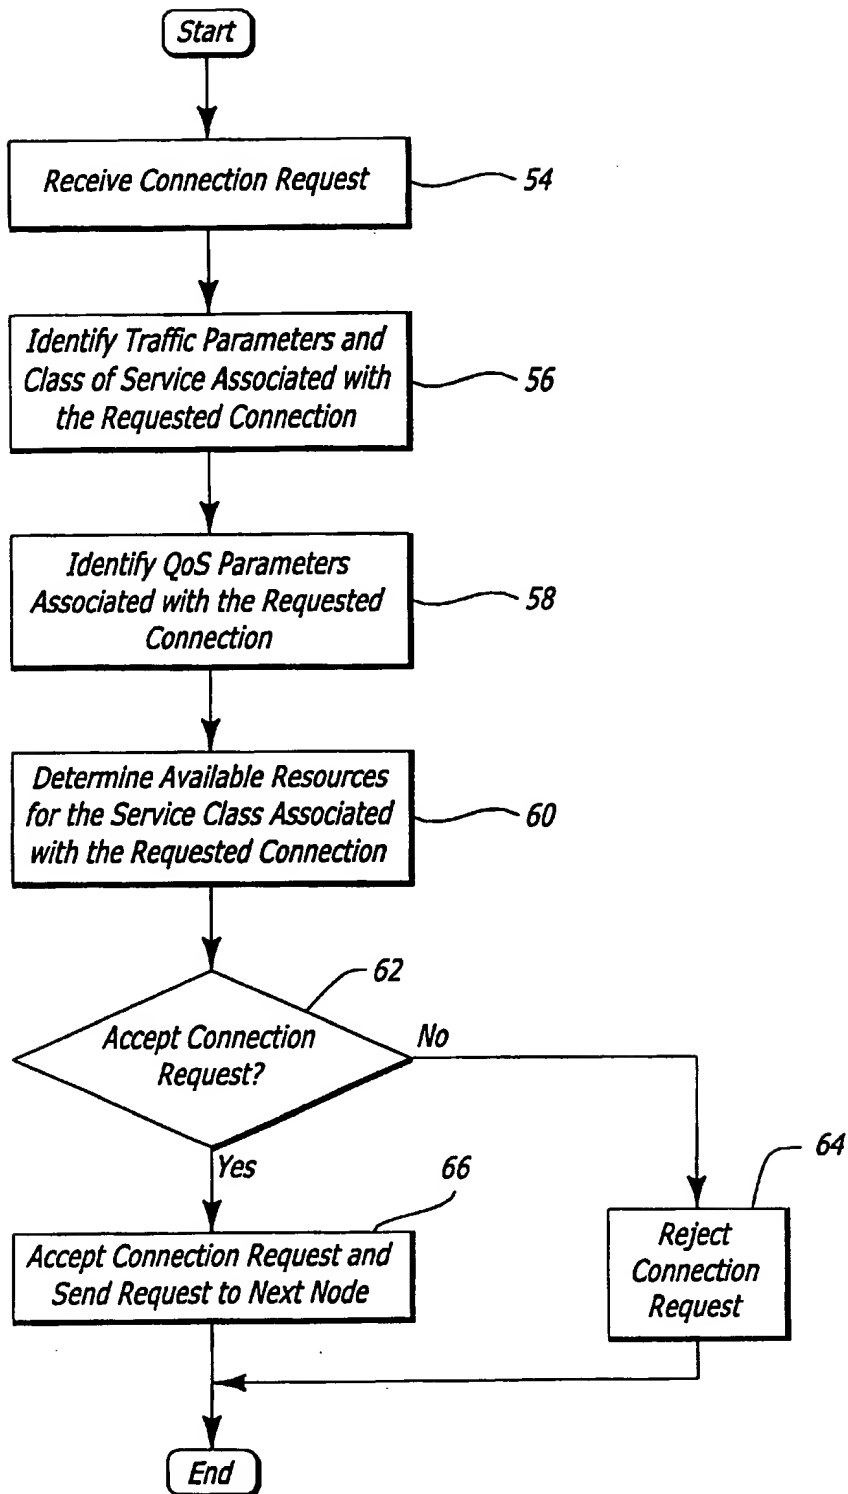 Start
Receive Connection Request
54
Identify Traffic Parameters and
Class of Service Associated with
the Requested Connection
56
Identify QoS Parameters
Associated with the Requested
Connection
58
Determine Available Resources
for the Service Class Associated
with the Requested Connection
60
62
Accept Connection
Request?
No
Yes
66
64
Accept Connection Request and
Send Request to Next Node
Reject
Connection
Request
End